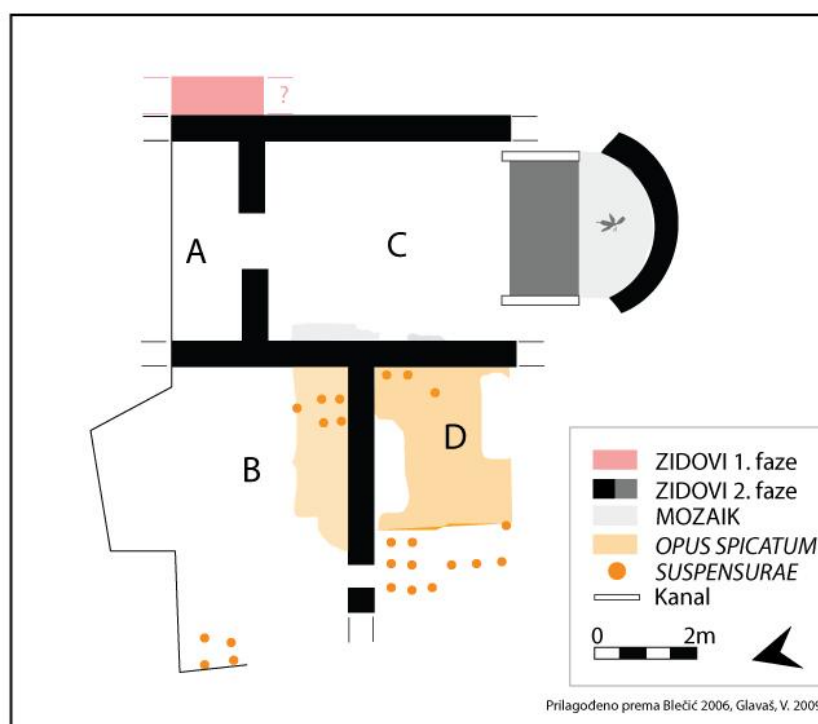 ?
A
C
B
D
ZIDOVI 1. faze
ZIDOVI 2. faze
MOZAIK
OPUS SPICATUM
SUSPENSURAE
Kanal
0 2m
Prilagođeno prema Blečić 2006, Glavaš, V. 2009